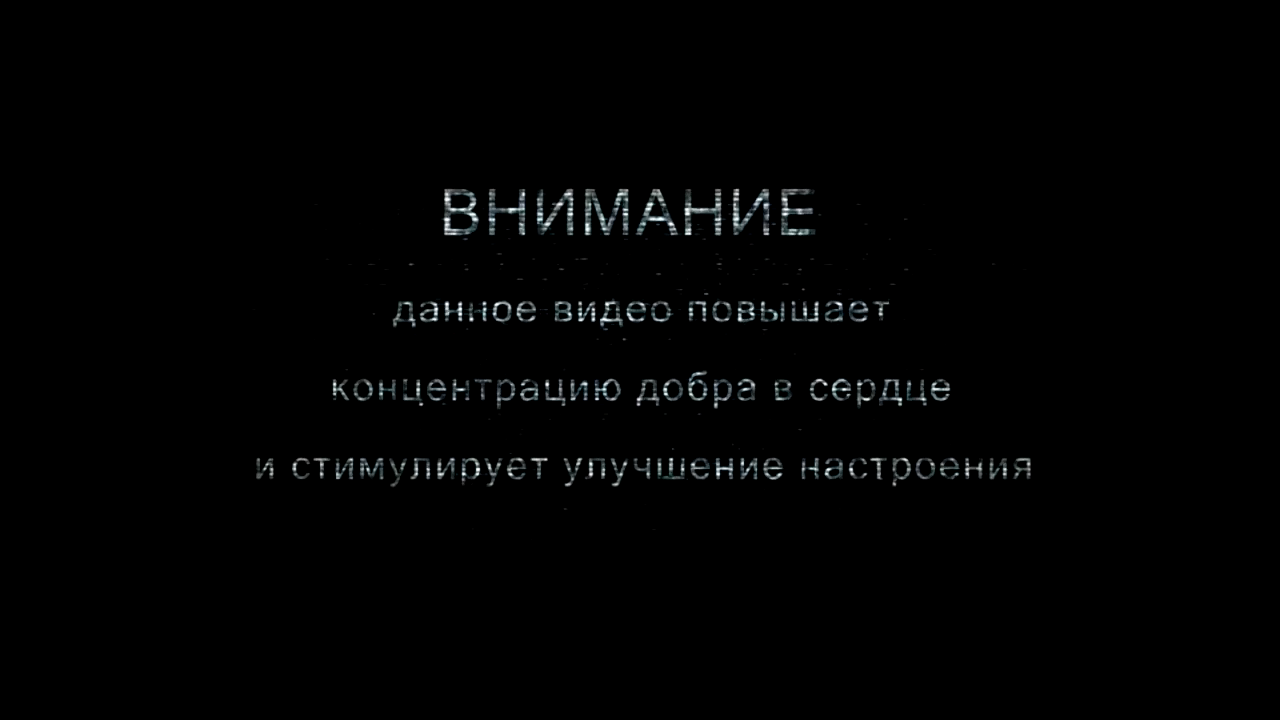 ВНИМАНИЕ
данное видео повышает
концентрацию добра в сердце
и стимулирует улучшение настроения